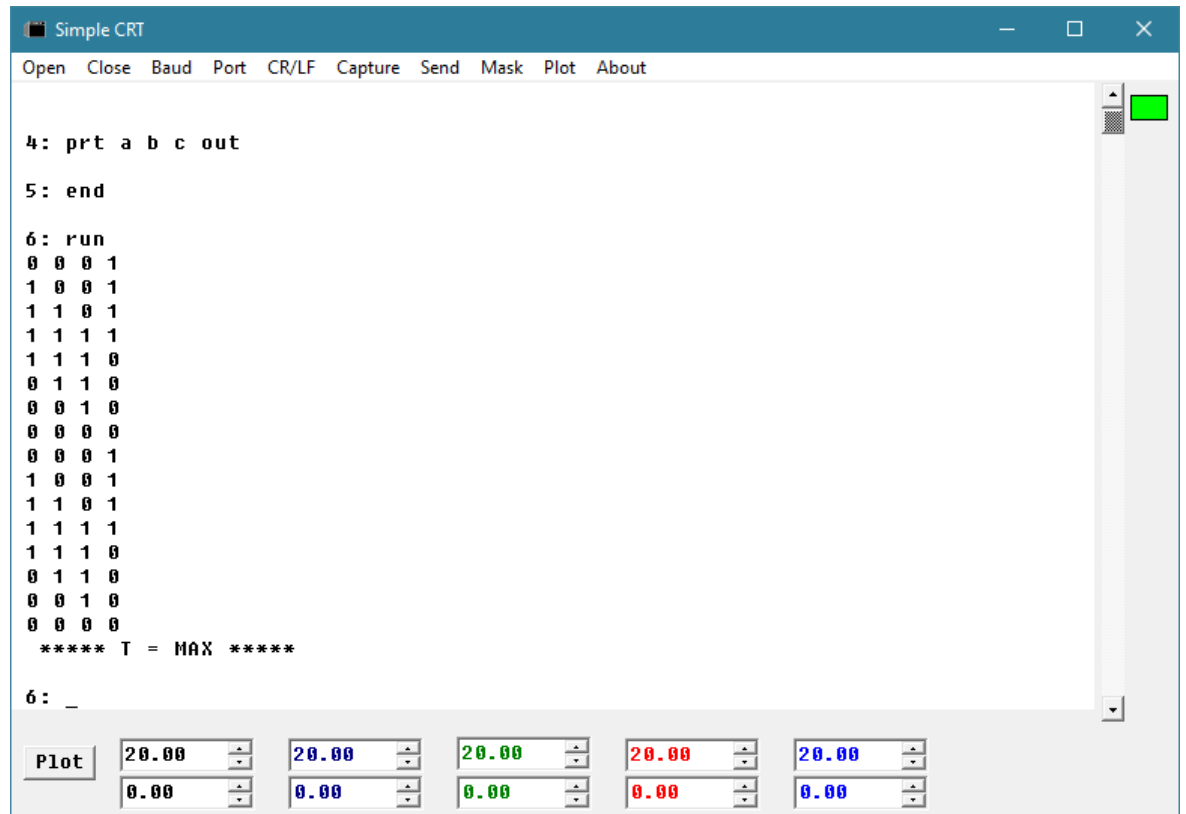 Simple CRT
Open Close Baud Port CR/LF Capture Send Mask Plot About
4: prt a b c out
5: end
6: run
0 0 0 1
1 0 0 1
1 1 0 1
1 1 1 1
1 1 1 0
0 1 1 0
0 0 1 0
0 0 0 0
0 0 0 1
1 0 0 1
1 1 0 1
1 1 1 1
1 1 1 0
0 1 1 0
0 0 1 0
0 0 0 0
***** T = MAX *****
6: _
Plot 20.00 20.00 20.00 20.00 20.00
0.00 0.00 0.00 0.00 0.00